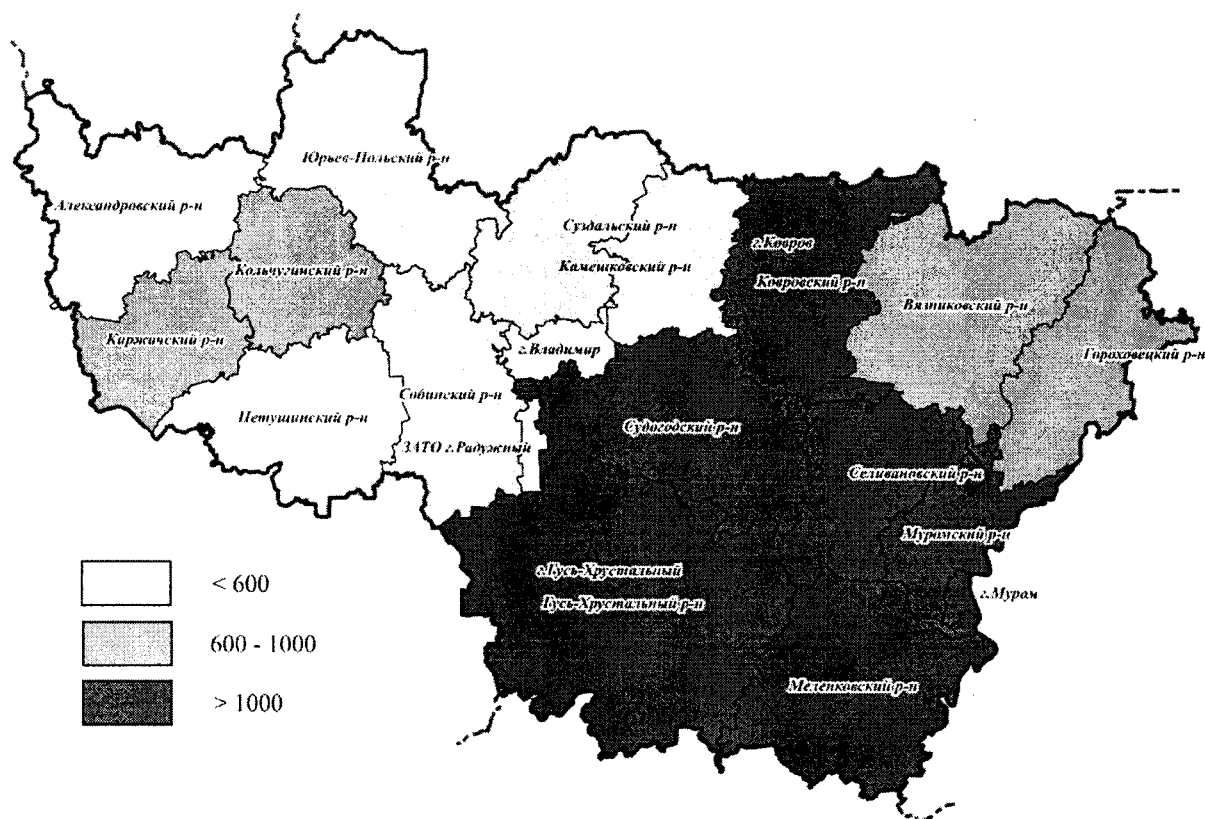 Юрьев-Польский р-н
Александровский р-н
Суздальский р-н
г.Ковров
Кольчугинский р-н
Камешковский р-н
Ковровский р-н
Вязниковский р-н
Киржачский р-н
г.Владимир
Гороховецкий р-н
Собинский р-н
Петушинский р-н
Судогодский р-н
ЗАТО г.Радужный
Селивановский р-н
Муромский р-н
г.Гусь-Хрустальный
< 600
г.Муром
Гусь-Хрустальный р-н
600 - 1000
Меленковский р-н
> 1000